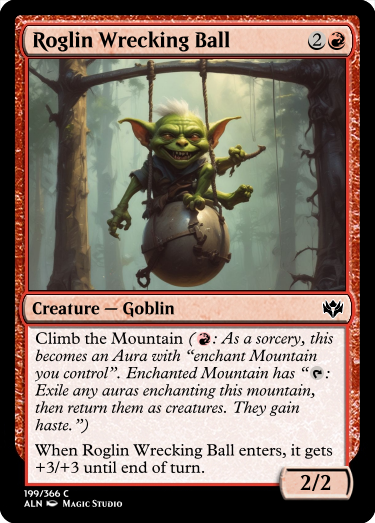 Roglin Wrecking Ball 2
Creature — Goblin
Climb the Mountain (: As a sorcery, this
becomes an Aura with “enchant Mountain
you control”. Enchanted Mountain has “:
Exile any auras enchanting this mountain,
then return them as creatures. They gain
haste.”)
When Roglin Wrecking Ball enters, it gets
+3/+3 until end of turn.
2/2
199/366 C
ALN Magic Studio